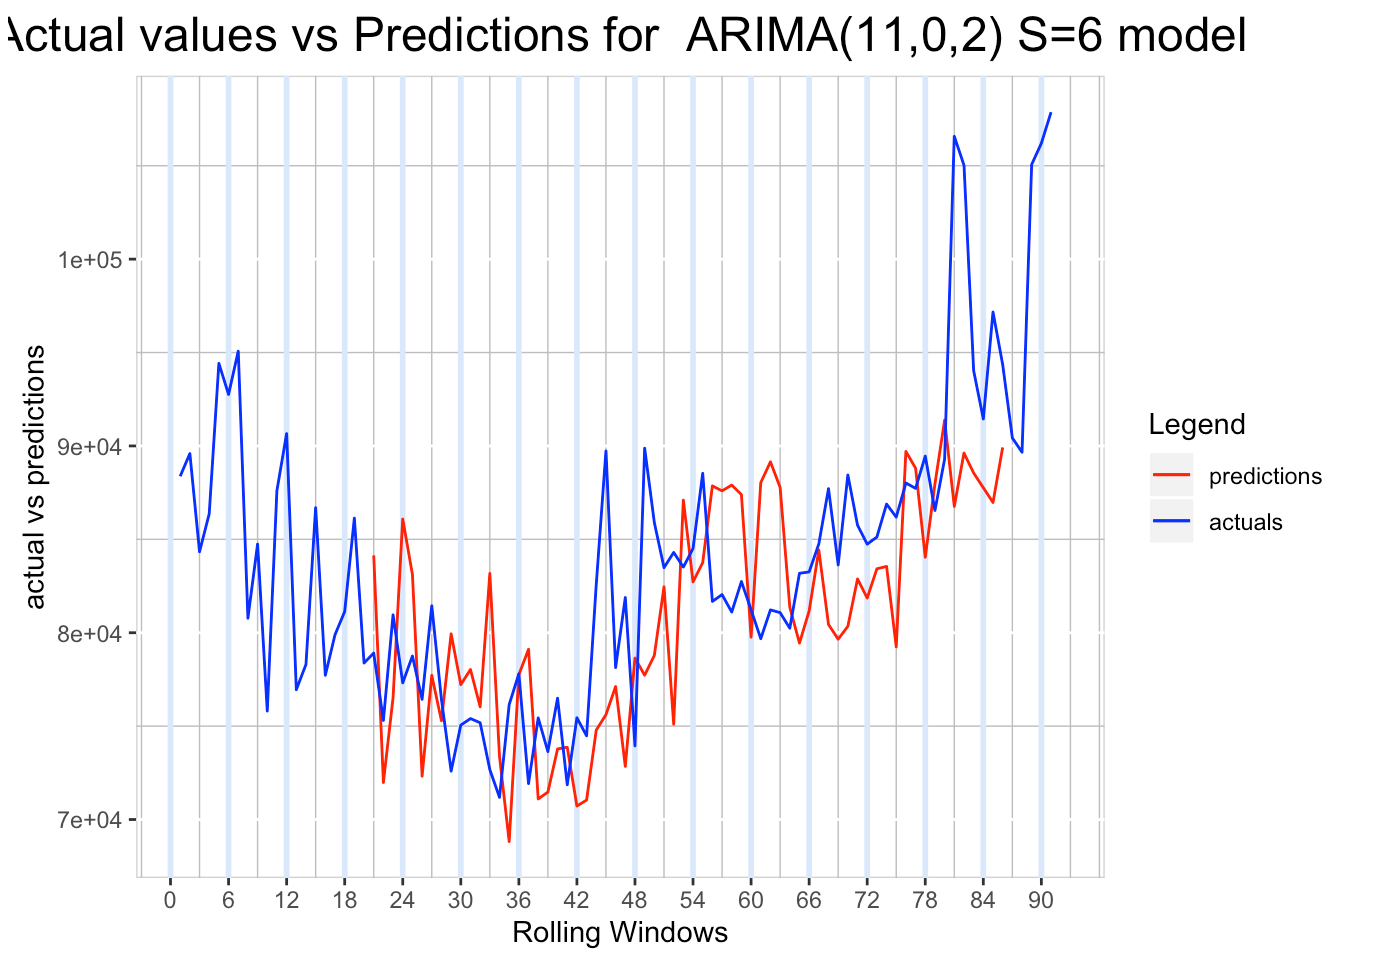 Actual values vs Predictions for  ARIMA(11,0,2) S=6 model
actual vs predictions
1e+05
9e+04
8e+04
7e+04
0 6 12 18 24 30 36 42 48 54 60 66 72 78 84 90
Rolling Windows
Legend
predictions
actuals